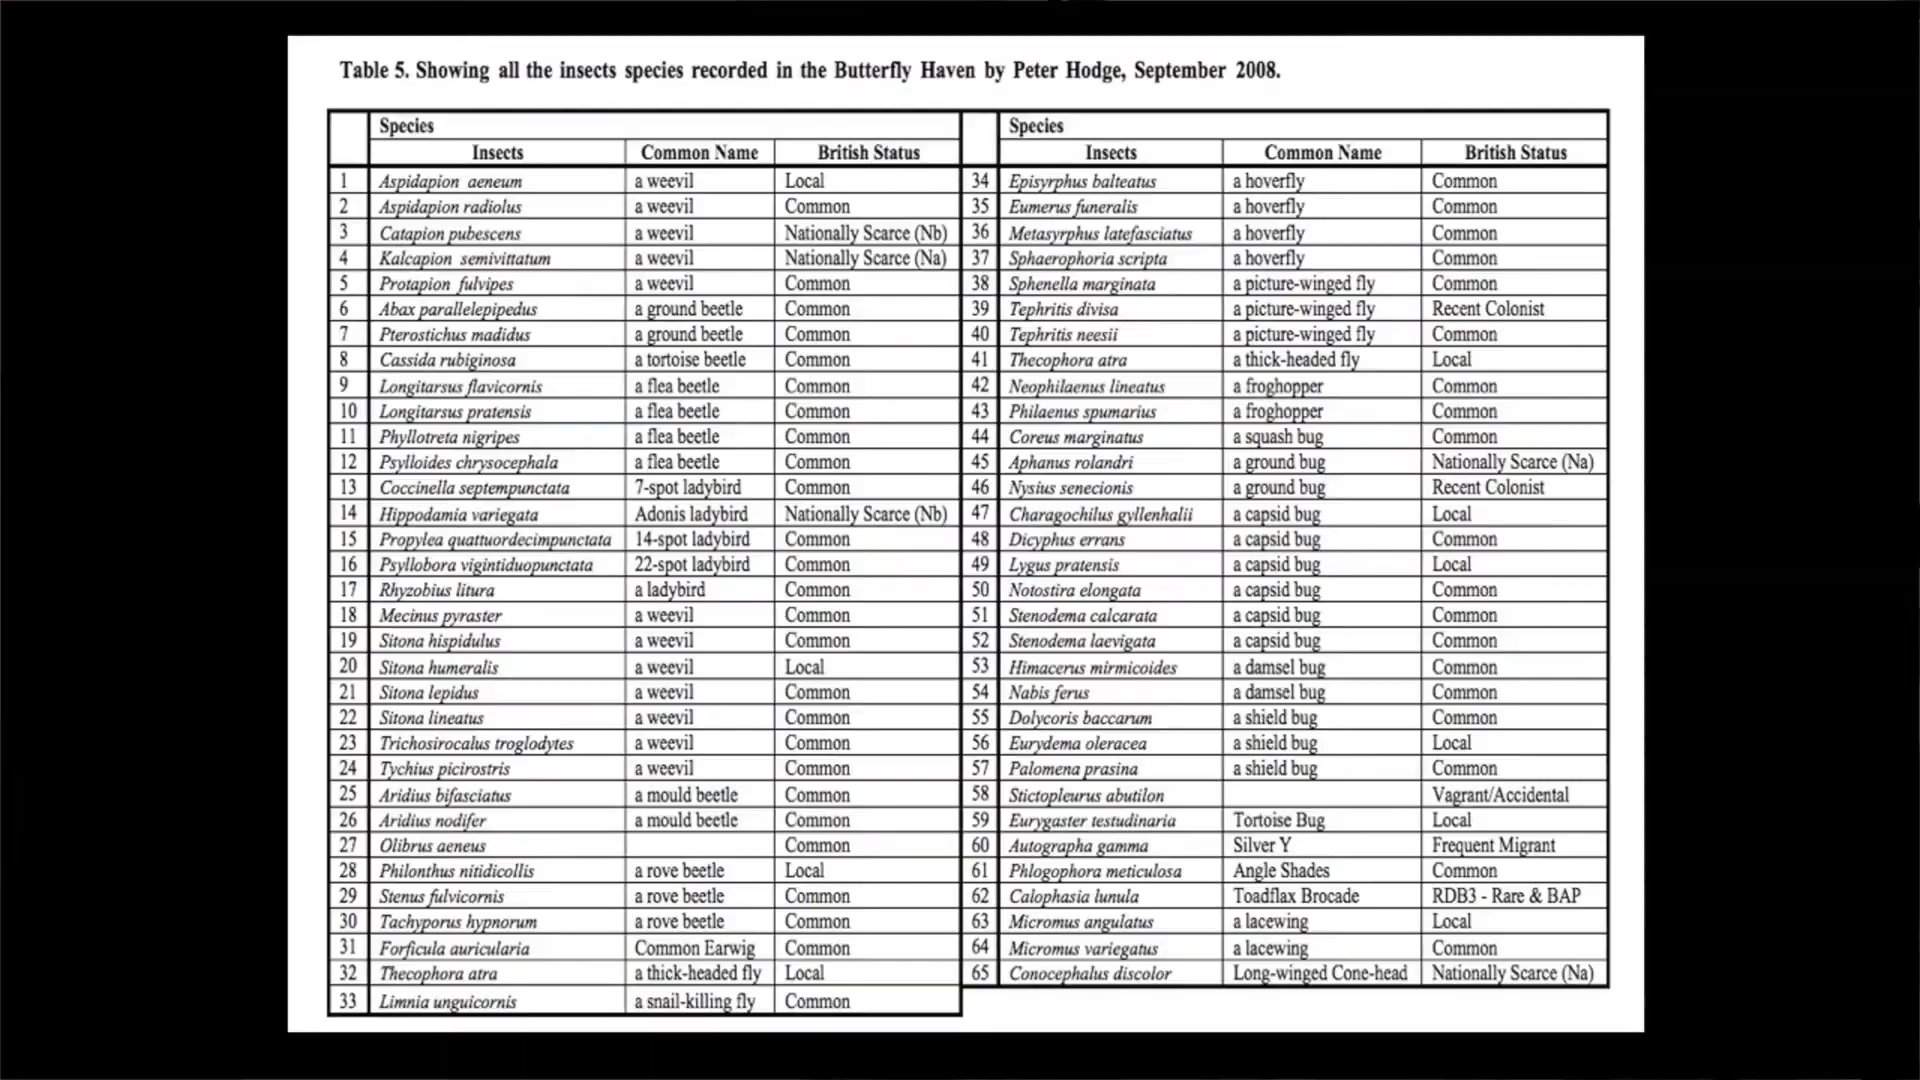 Table 5. Showing all the insects species recorded in the Butterfly Haven by Peter Hodge, September 2008.
Species
Insects Common Name British Status
1 Aspidapion aeneum a weevil Local
2 Aspidapion radiolus a weevil Common
3 Catapion pubescens a weevil Nationally Scarce (Nb)
4 Kalcapion semivittatum a weevil Nationally Scarce (Na)
5 Protapion fulvipes a weevil Common
6 Abax parallelepipedus a ground beetle Common
7 Pterostichus madidus a ground beetle Common
8 Cassida rubiginosa a tortoise beetle Common
9 Longitarsus flavicornis a flea beetle Common
10 Longitarsus pratensis a flea beetle Common
11 Phyllotreta nigripes a flea beetle Common
12 Psylloides chrysocephala a flea beetle Common
13 Coccinella septempunctata 7-spot ladybird Common
14 Hippodamia variegata Adonis ladybird Nationally Scarce (Nb)
15 Propylea quattuordecimpunctata 14-spot ladybird Common
16 Psyllobora vigintiduopunctata 22-spot ladybird Common
17 Rhyzobius litura a ladybird Common
18 Mecinus pyraster a weevil Common
19 Sitona hispidulus a weevil Common
20 Sitona humeralis a weevil Local
21 Sitona lepidus a weevil Common
22 Sitona lineatus a weevil Common
23 Trichosirocalus troglodytes a weevil Common
24 Tychius picirostris a weevil Common
25 Aridius bifasciatus a mould beetle Common
26 Aridius nodifer a mould beetle Common
27 Olibrus aeneus Common
28 Philonthus nitidicollis a rove beetle Local
29 Stenus fulvicornis a rove beetle Common
30 Tachyporus hypnorum a rove beetle Common
31 Forficula auricularia Common Earwig Common
32 Thecophora atra a thick-headed fly Local
33 Limnia unguicornis a snail-killing fly Common
Species
Insects Common Name British Status
34 Episyrphus balteatus a hoverfly Common
35 Eumerus funeralis a hoverfly Common
36 Metasyrphus latefasciatus a hoverfly Common
37 Sphaerophoria scripta a hoverfly Common
38 Sphenella marginata a picture-winged fly Common
39 Tephritis divisa a picture-winged fly Recent Colonist
40 Tephritis neesii a picture-winged fly Common
41 Thecophora atra a thick-headed fly Local
42 Neophilaenus lineatus a froghopper Common
43 Philaenus spumarius a froghopper Common
44 Coreus marginatus a squash bug Common
45 Aphanus rolandri a ground bug Nationally Scarce (Na)
46 Nysius senecionis a ground bug Recent Colonist
47 Charagochilus gyllenhalii a capsid bug Local
48 Dicyphus errans a capsid bug Common
49 Lygus pratensis a capsid bug Local
50 Notostira elongata a capsid bug Common
51 Stenodema calcarata a capsid bug Common
52 Stenodema laevigata a capsid bug Common
53 Himacerus mirmicoides a damsel bug Common
54 Nabis ferus a damsel bug Common
55 Dolycoris baccarum a shield bug Common
56 Eurydema oleracea a shield bug Local
57 Palomena prasina a shield bug Common
58 Stictopleurus abutilon Vagrant/Accidental
59 Eurygaster testudinaria Tortoise Bug Local
60 Autographa gamma Silver Y Frequent Migrant
61 Phlogophora meticulosa Angle Shades Common
62 Calophasia lunula Toadflax Brocade RDB3 - Rare & BAP
63 Micromus angulatus a lacewing Local
64 Micromus variegatus a lacewing Common
65 Conocephalus discolor Long-winged Cone-head Nationally Scarce (Na)